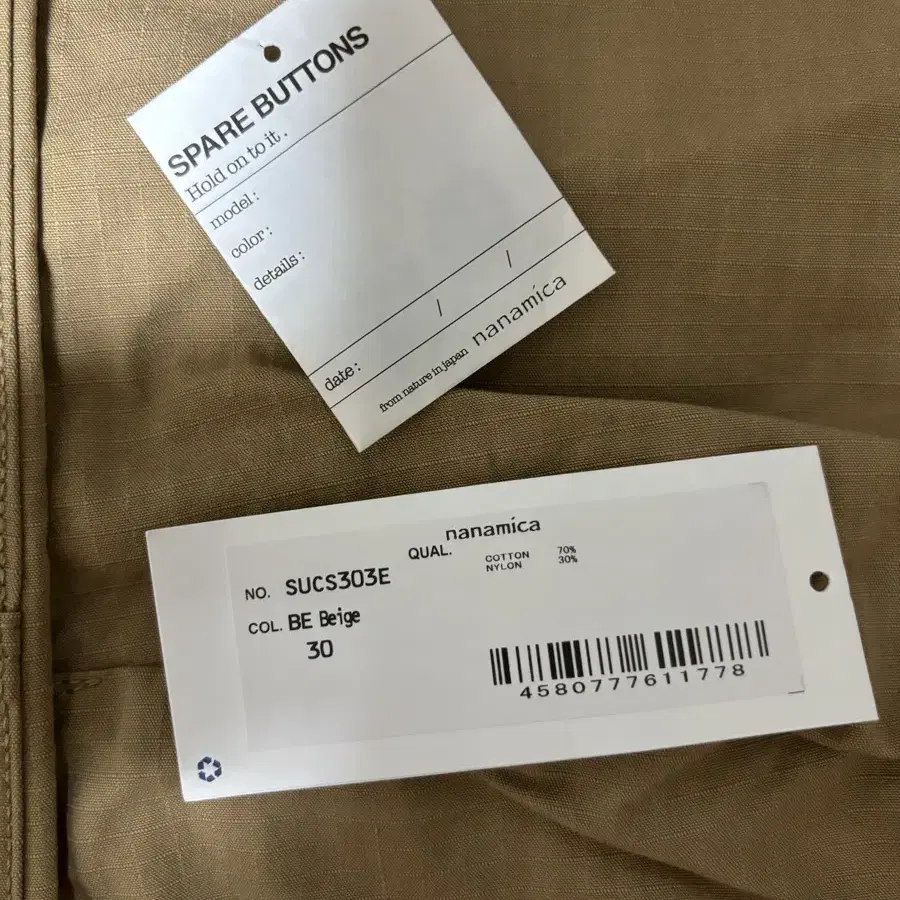 SPARE BUTTONS
Hold on to it.
model:
color:
details:
/ /
date:
from nature in japan nanamica
nanamica
QUAL. COTTON 70%
NYLON 30%
NO. SUCS303E
COL. BE Beige
30
4580777611778